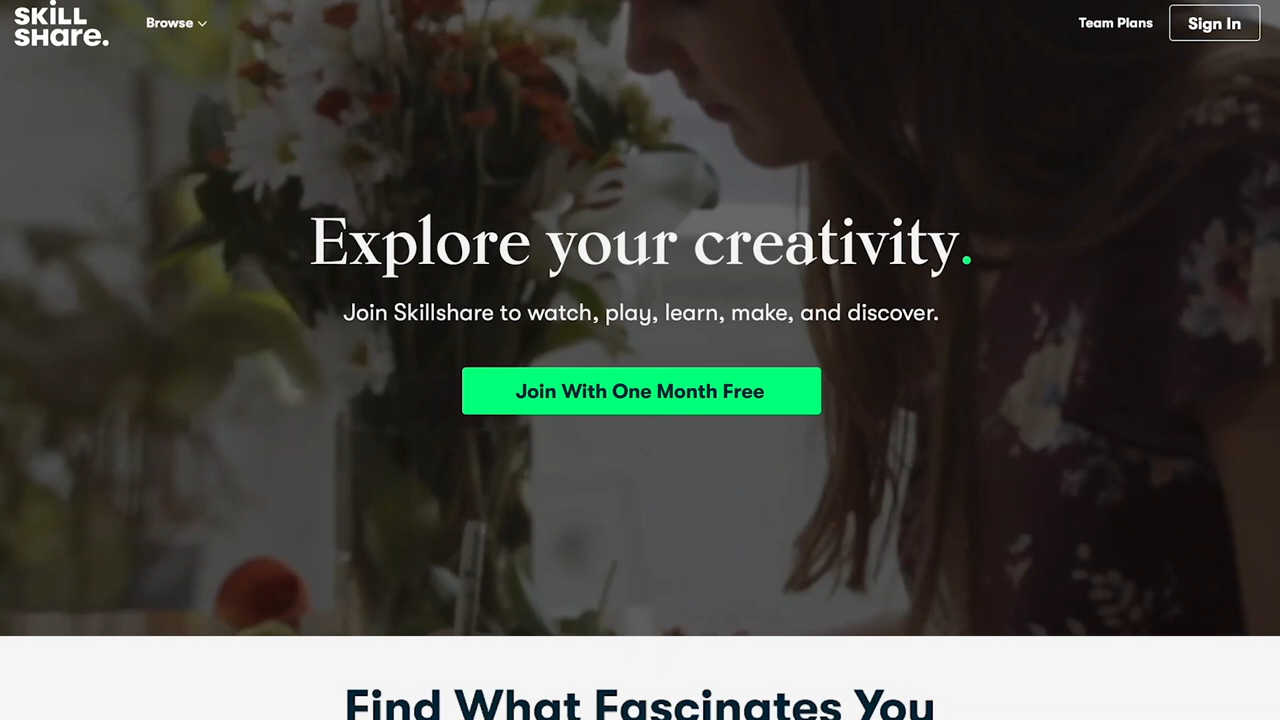 SKiLL
SHare.
Browse
Team Plans
Sign In
Explore your creativity.
Join Skillshare to watch, play, learn, make, and discover.
Join With One Month Free
Find What Fascinates You